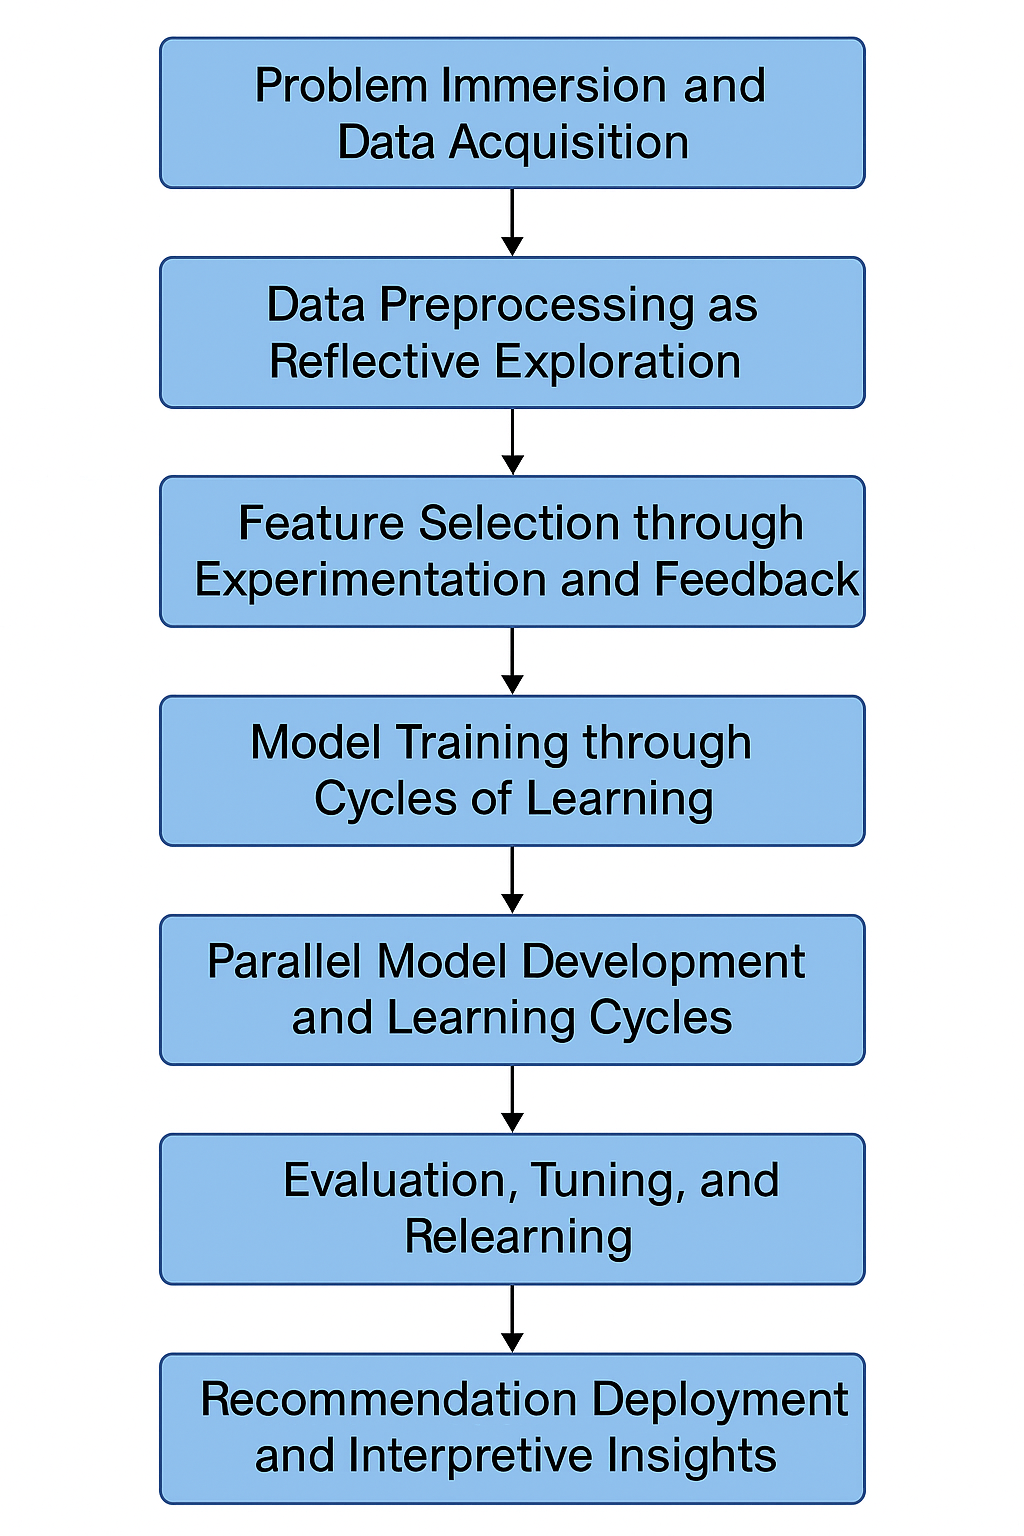 Problem Immersion and
Data Acquisition
Data Preprocessing as
Reflective Exploration
Feature Selection through
Experimentation and Feedback
Model Training through
Cycles of Learning
Parallel Model Development
and Learning Cycles
Evaluation, Tuning, and
Relearning
Recommendation Deployment
and Interpretive Insights